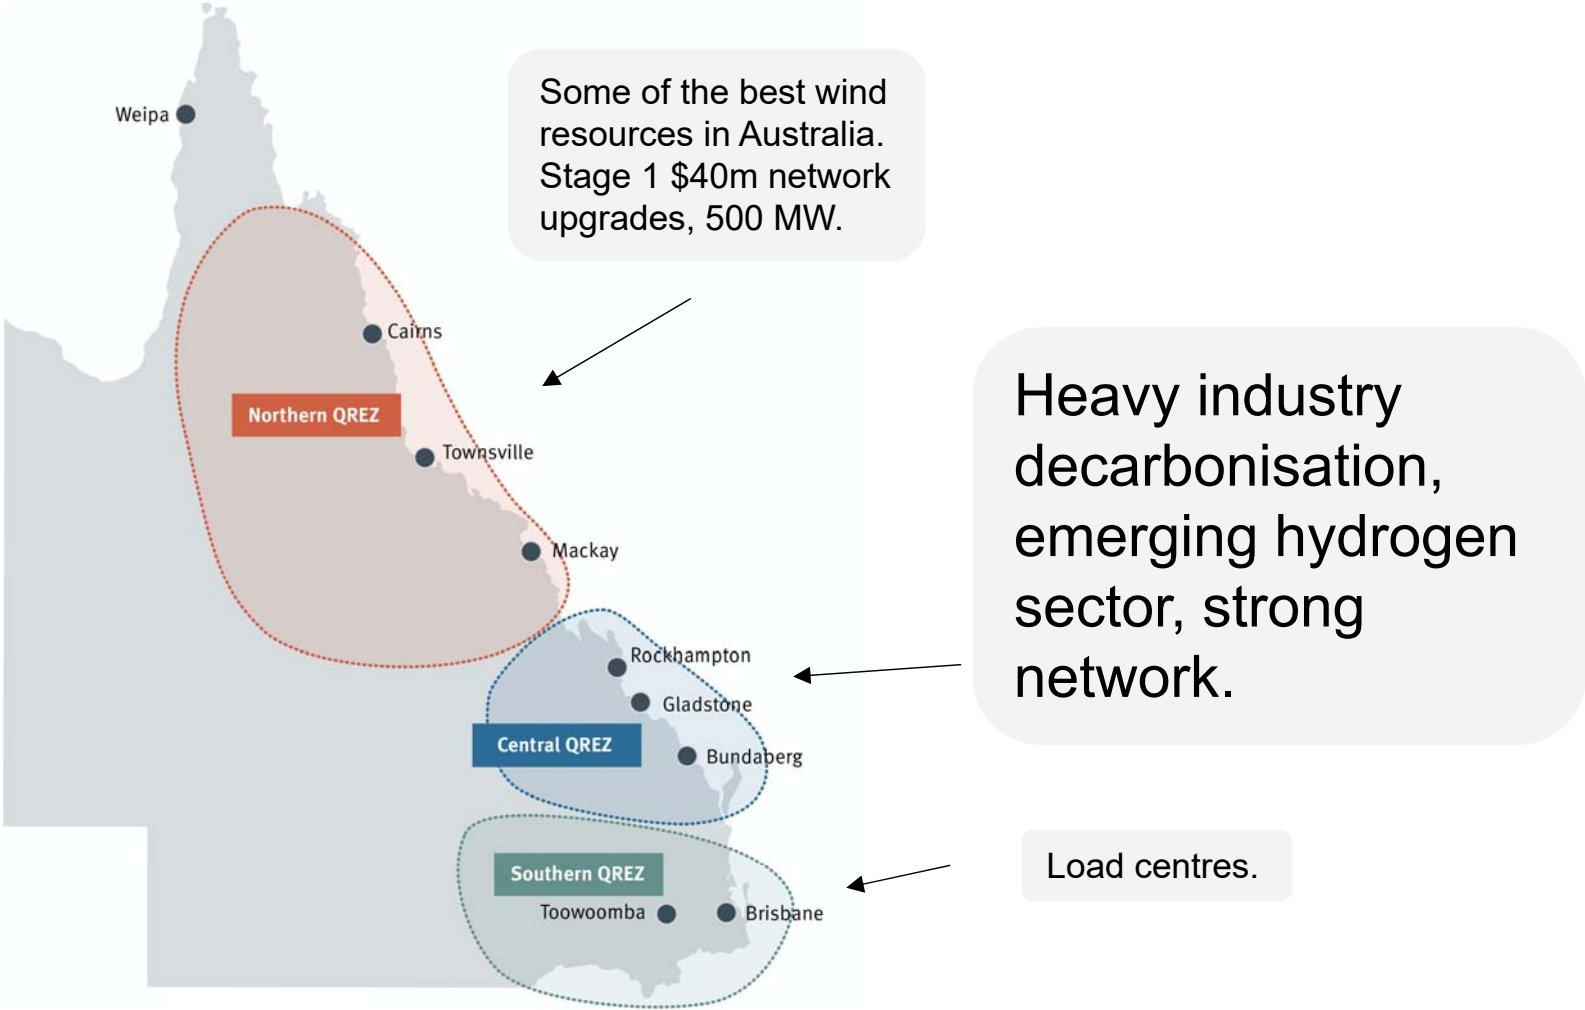 Weipa
Some of the best wind
resources in Australia.
Stage 1 $40m network
upgrades, 500 MW.
Cairns
Northern QREZ
Townsville
Mackay
Heavy industry
decarbonisation,
emerging hydrogen
sector, strong
network.
Rockhampton
Gladstone
Central QREZ
Bundaberg
Southern QREZ
Load centres.
Toowoomba
Brisbane